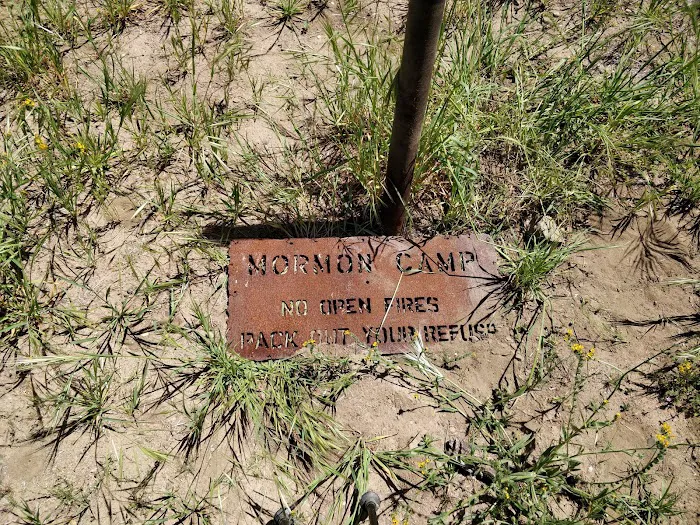 MORMON CAMP
NO OPEN FIRES
PACK OUT YOUR REFUSE